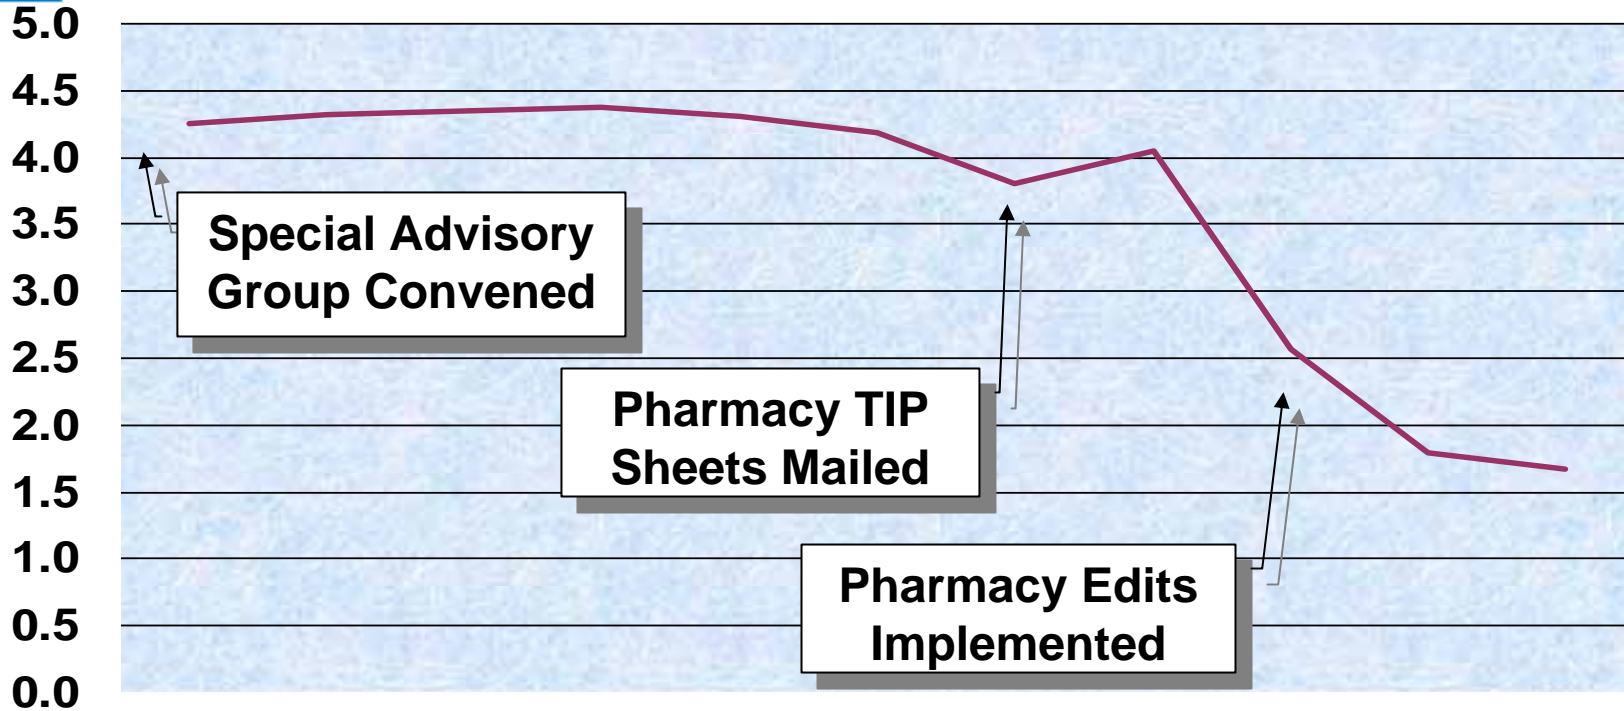 5.0
4.5
4.0
3.5
3.0
2.5
2.0
1.5
1.0
0.5
0.0
Special Advisory
Group Convened
Pharmacy TIP
Sheets Mailed
Pharmacy Edits
Implemented